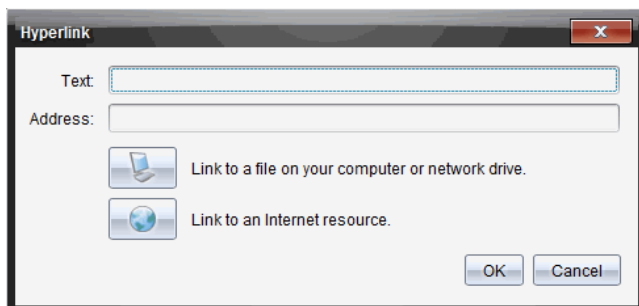 Hyperlink
Text:
Address:
Link to a file on your computer or network drive.
Link to an Internet resource.
OK Cancel